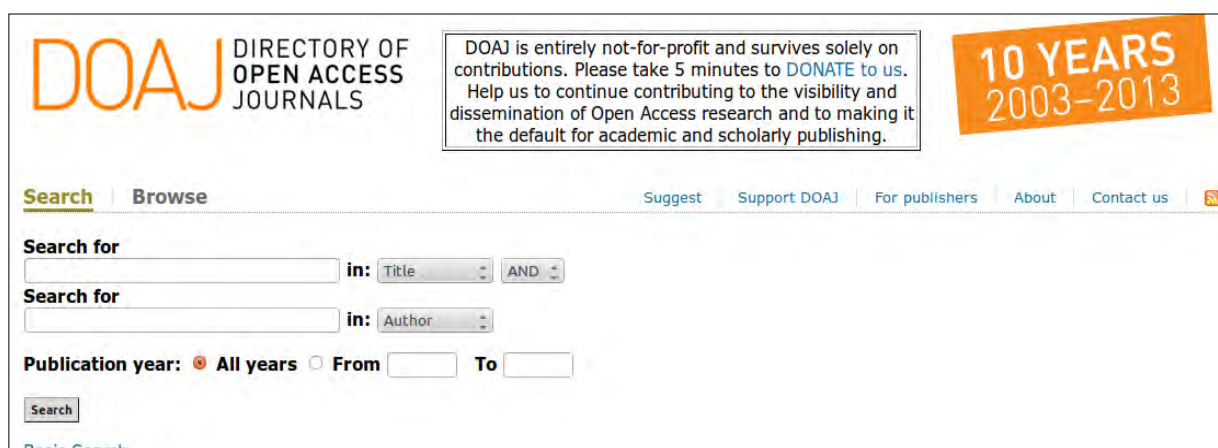 DOAJ
DIRECTORY OF
OPEN ACCESS
JOURNALS
DOAJ is entirely not-for-profit and survives solely on
contributions. Please take 5 minutes to DONATE to us.
Help us to continue contributing to the visibility and
dissemination of Open Access research and to making it
the default for academic and scholarly publishing.
10 YEARS
2003–2013
Search Browse
Suggest Support DOAJ For publishers About Contact us
Search for
in: Title AND
Search for
in: Author
Publication year: All years From To
Search